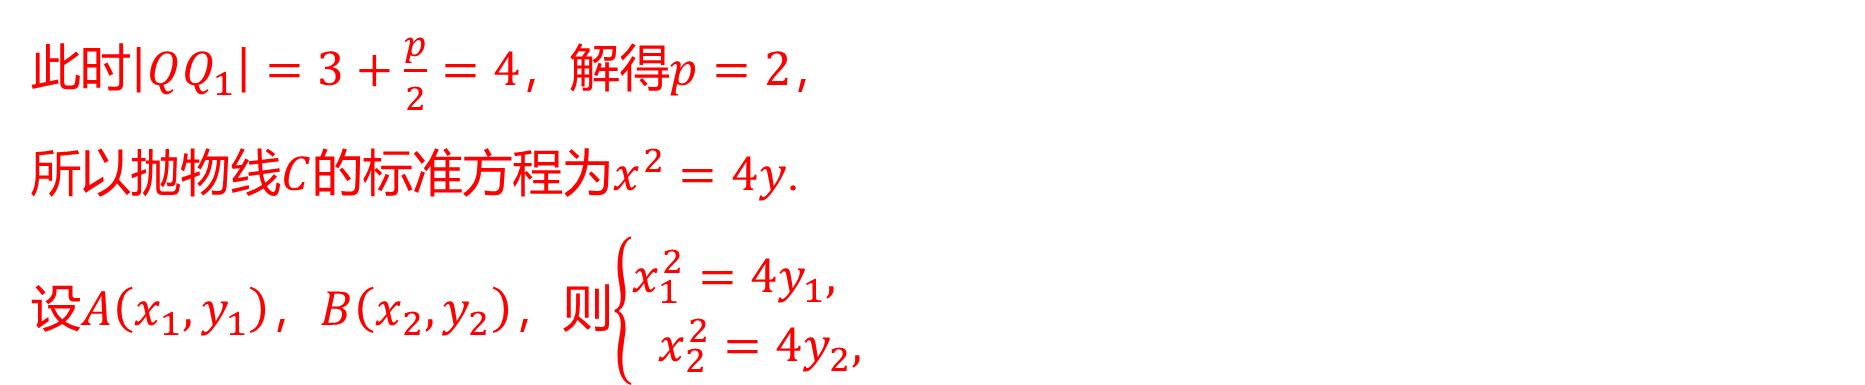 此时|QQ₁| = 3 + p/2 = 4，解得p = 2，
所以抛物线C的标准方程为x² = 4y.
设A(x₁, y₁)，B(x₂, y₂)，则{x₁² = 4y₁,
x₂² = 4y₂,